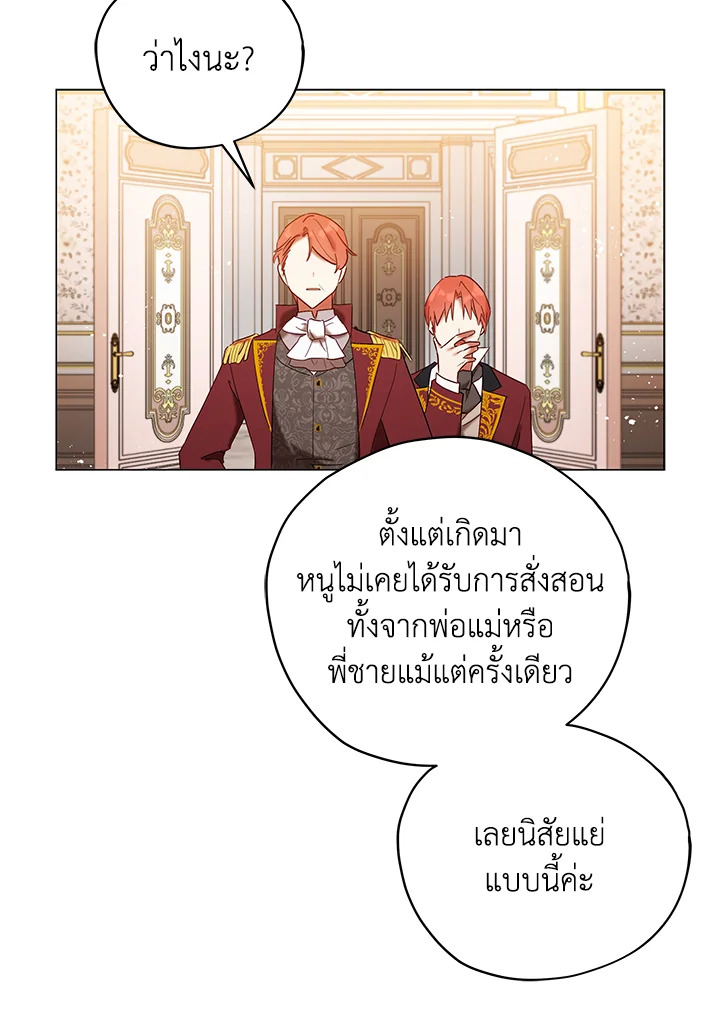 ว่าไงนะ?
ตั้งแต่เกิดมา
หนูไม่เคยได้รับการสั่งสอน
ทั้งจากพ่อแม่หรือ
พี่ชายแม้แต่ครั้งเดียว
เลยนิสัยแย่
แบบนี้ค่ะ